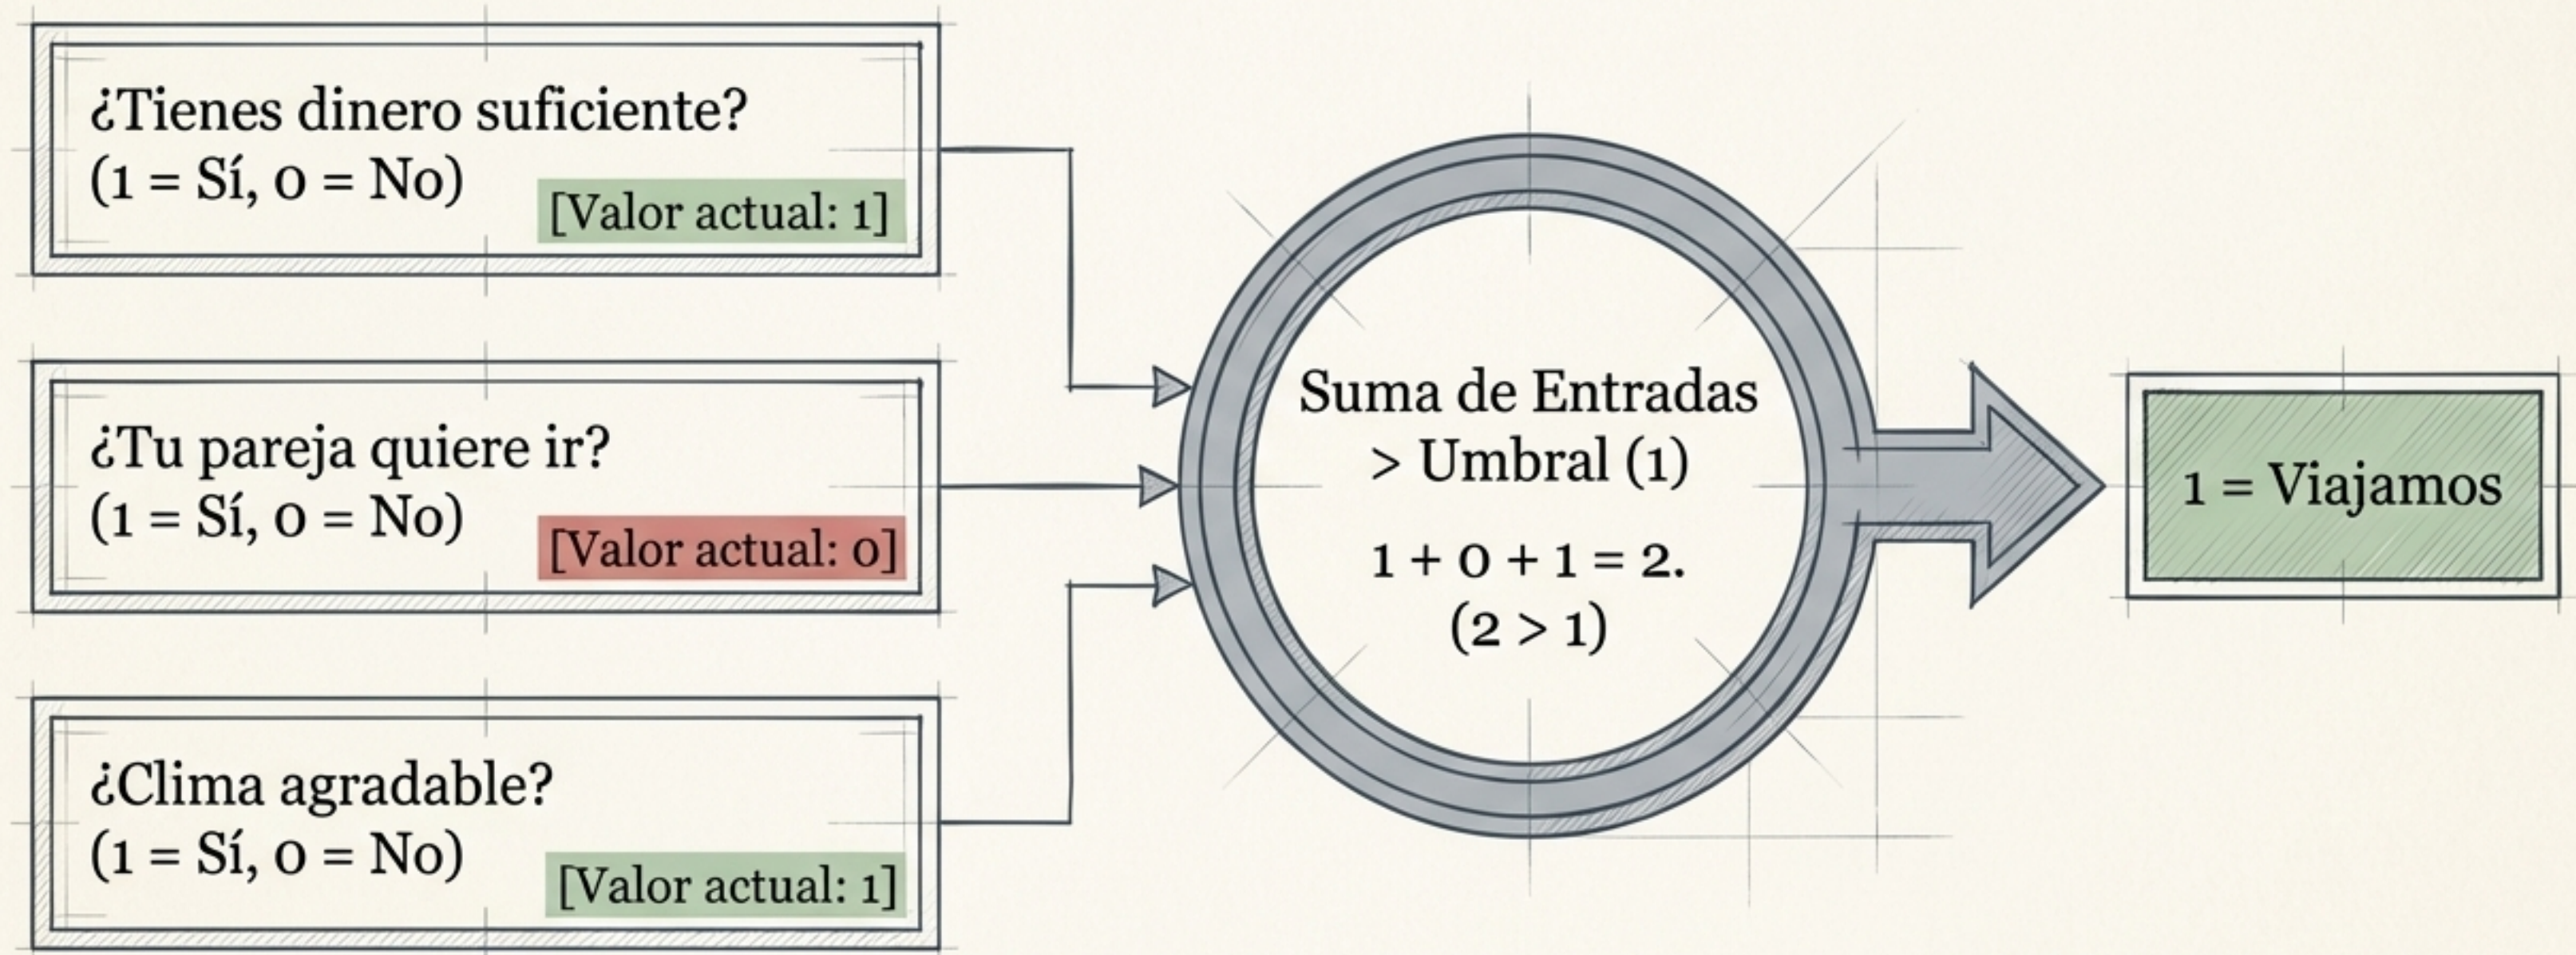 ¿Tienes dinero suficiente?
(1 = Sí, 0 = No)
[Valor actual: 1]
¿Tu pareja quiere ir?
(1 = Sí, 0 = No)
[Valor actual: 0]
¿Clima agradable?
(1 = Sí, 0 = No)
[Valor actual: 1]
Suma de Entradas
> Umbral (1)
1 + 0 + 1 = 2.
(2 > 1)
1 = Viajamos